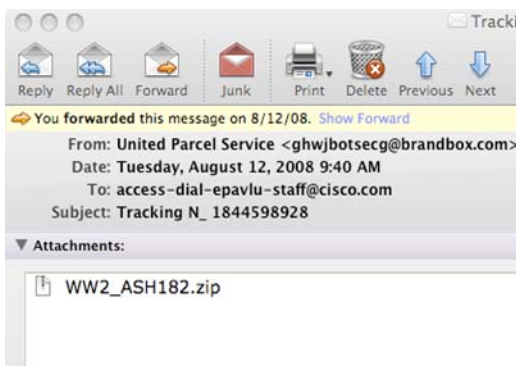 Tracki
Reply Reply All Forward Junk Print Delete Previous Next
You forwarded this message on 8/12/08. Show Forward
From: United Parcel Service <ghwjbotsecg@brandbox.com>
Date: Tuesday, August 12, 2008 9:40 AM
To: access-dial-epavlu-staff@cisco.com
Subject: Tracking N_ 1844598928
Attachments:
WW2_ASH182.zip